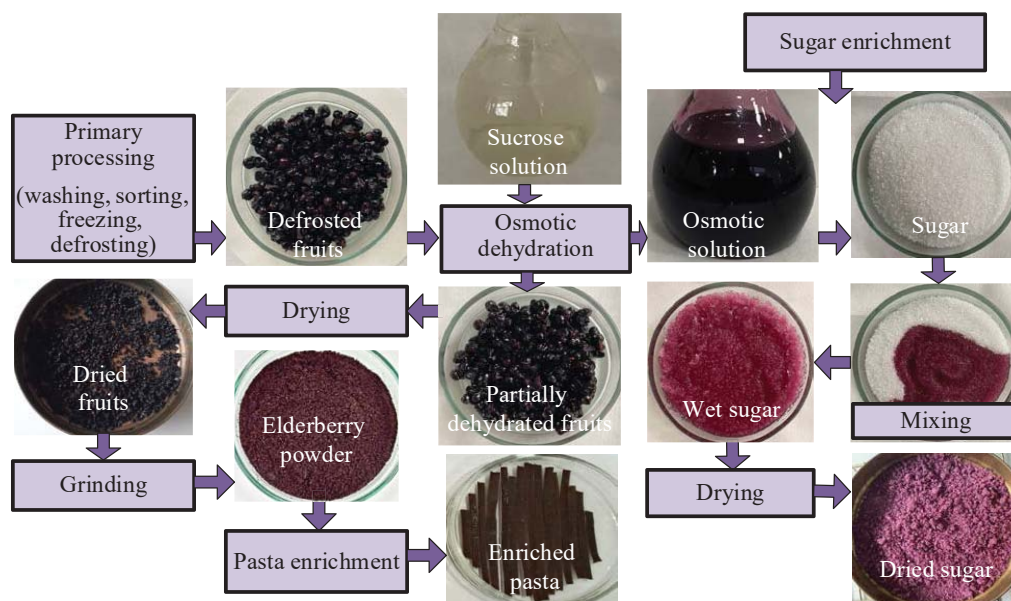 Sugar enrichment
Primary
processing
(washing, sorting,
freezing,
defrosting)
Defrosted
fruits
Sucrose
solution
Osmotic
dehydration
Osmotic
solution
Sugar
Drying
Dried
fruits
Partially
dehydrated fruits
Wet sugar
Mixing
Elderberry
powder
Grinding
Drying
Pasta enrichment
Enriched
pasta
Dried sugar